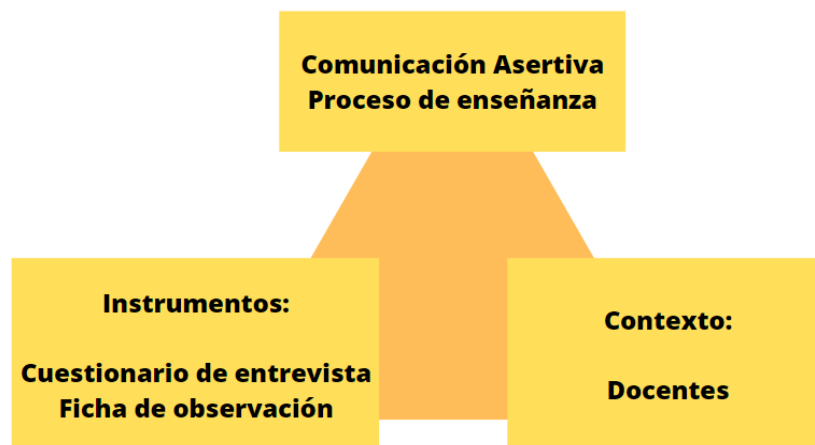 Comunicación Asertiva
Proceso de enseñanza
Instrumentos:
Cuestionario de entrevista
Ficha de observación
Contexto:
Docentes